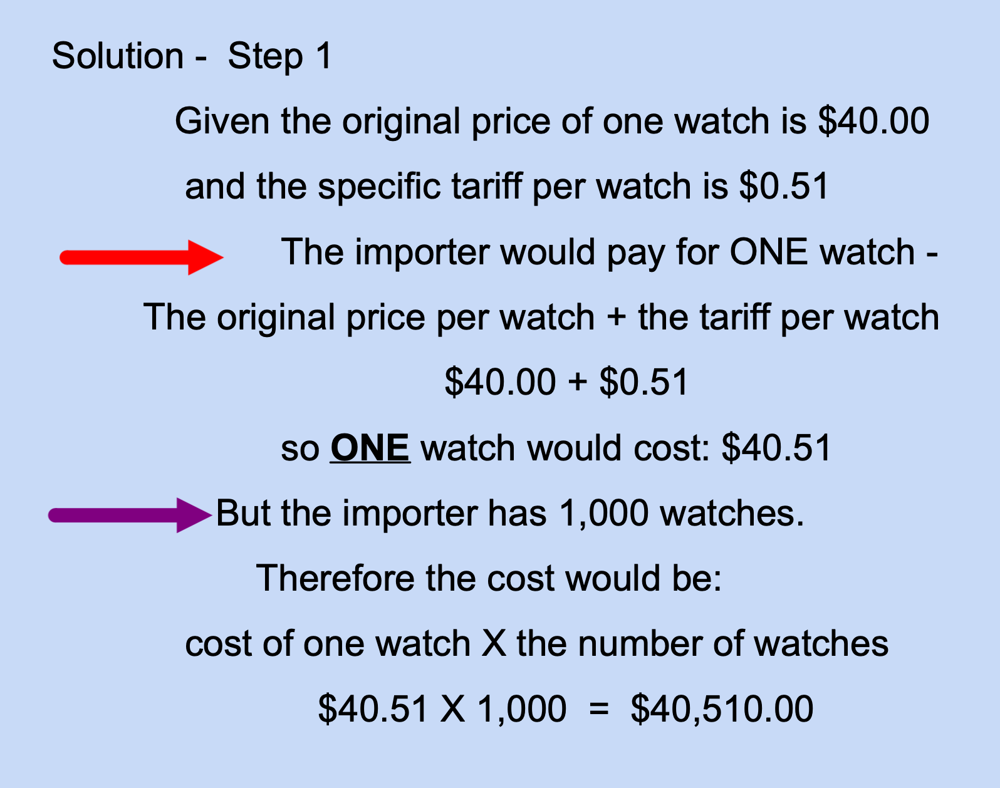 Solution -  Step 1
Given the original price of one watch is $40.00
and the specific tariff per watch is $0.51
The importer would pay for ONE watch -
The original price per watch + the tariff per watch
$40.00 + $0.51
so ONE watch would cost: $40.51
But the importer has 1,000 watches.
Therefore the cost would be:
cost of one watch X the number of watches
$40.51 X 1,000  =  $40,510.00